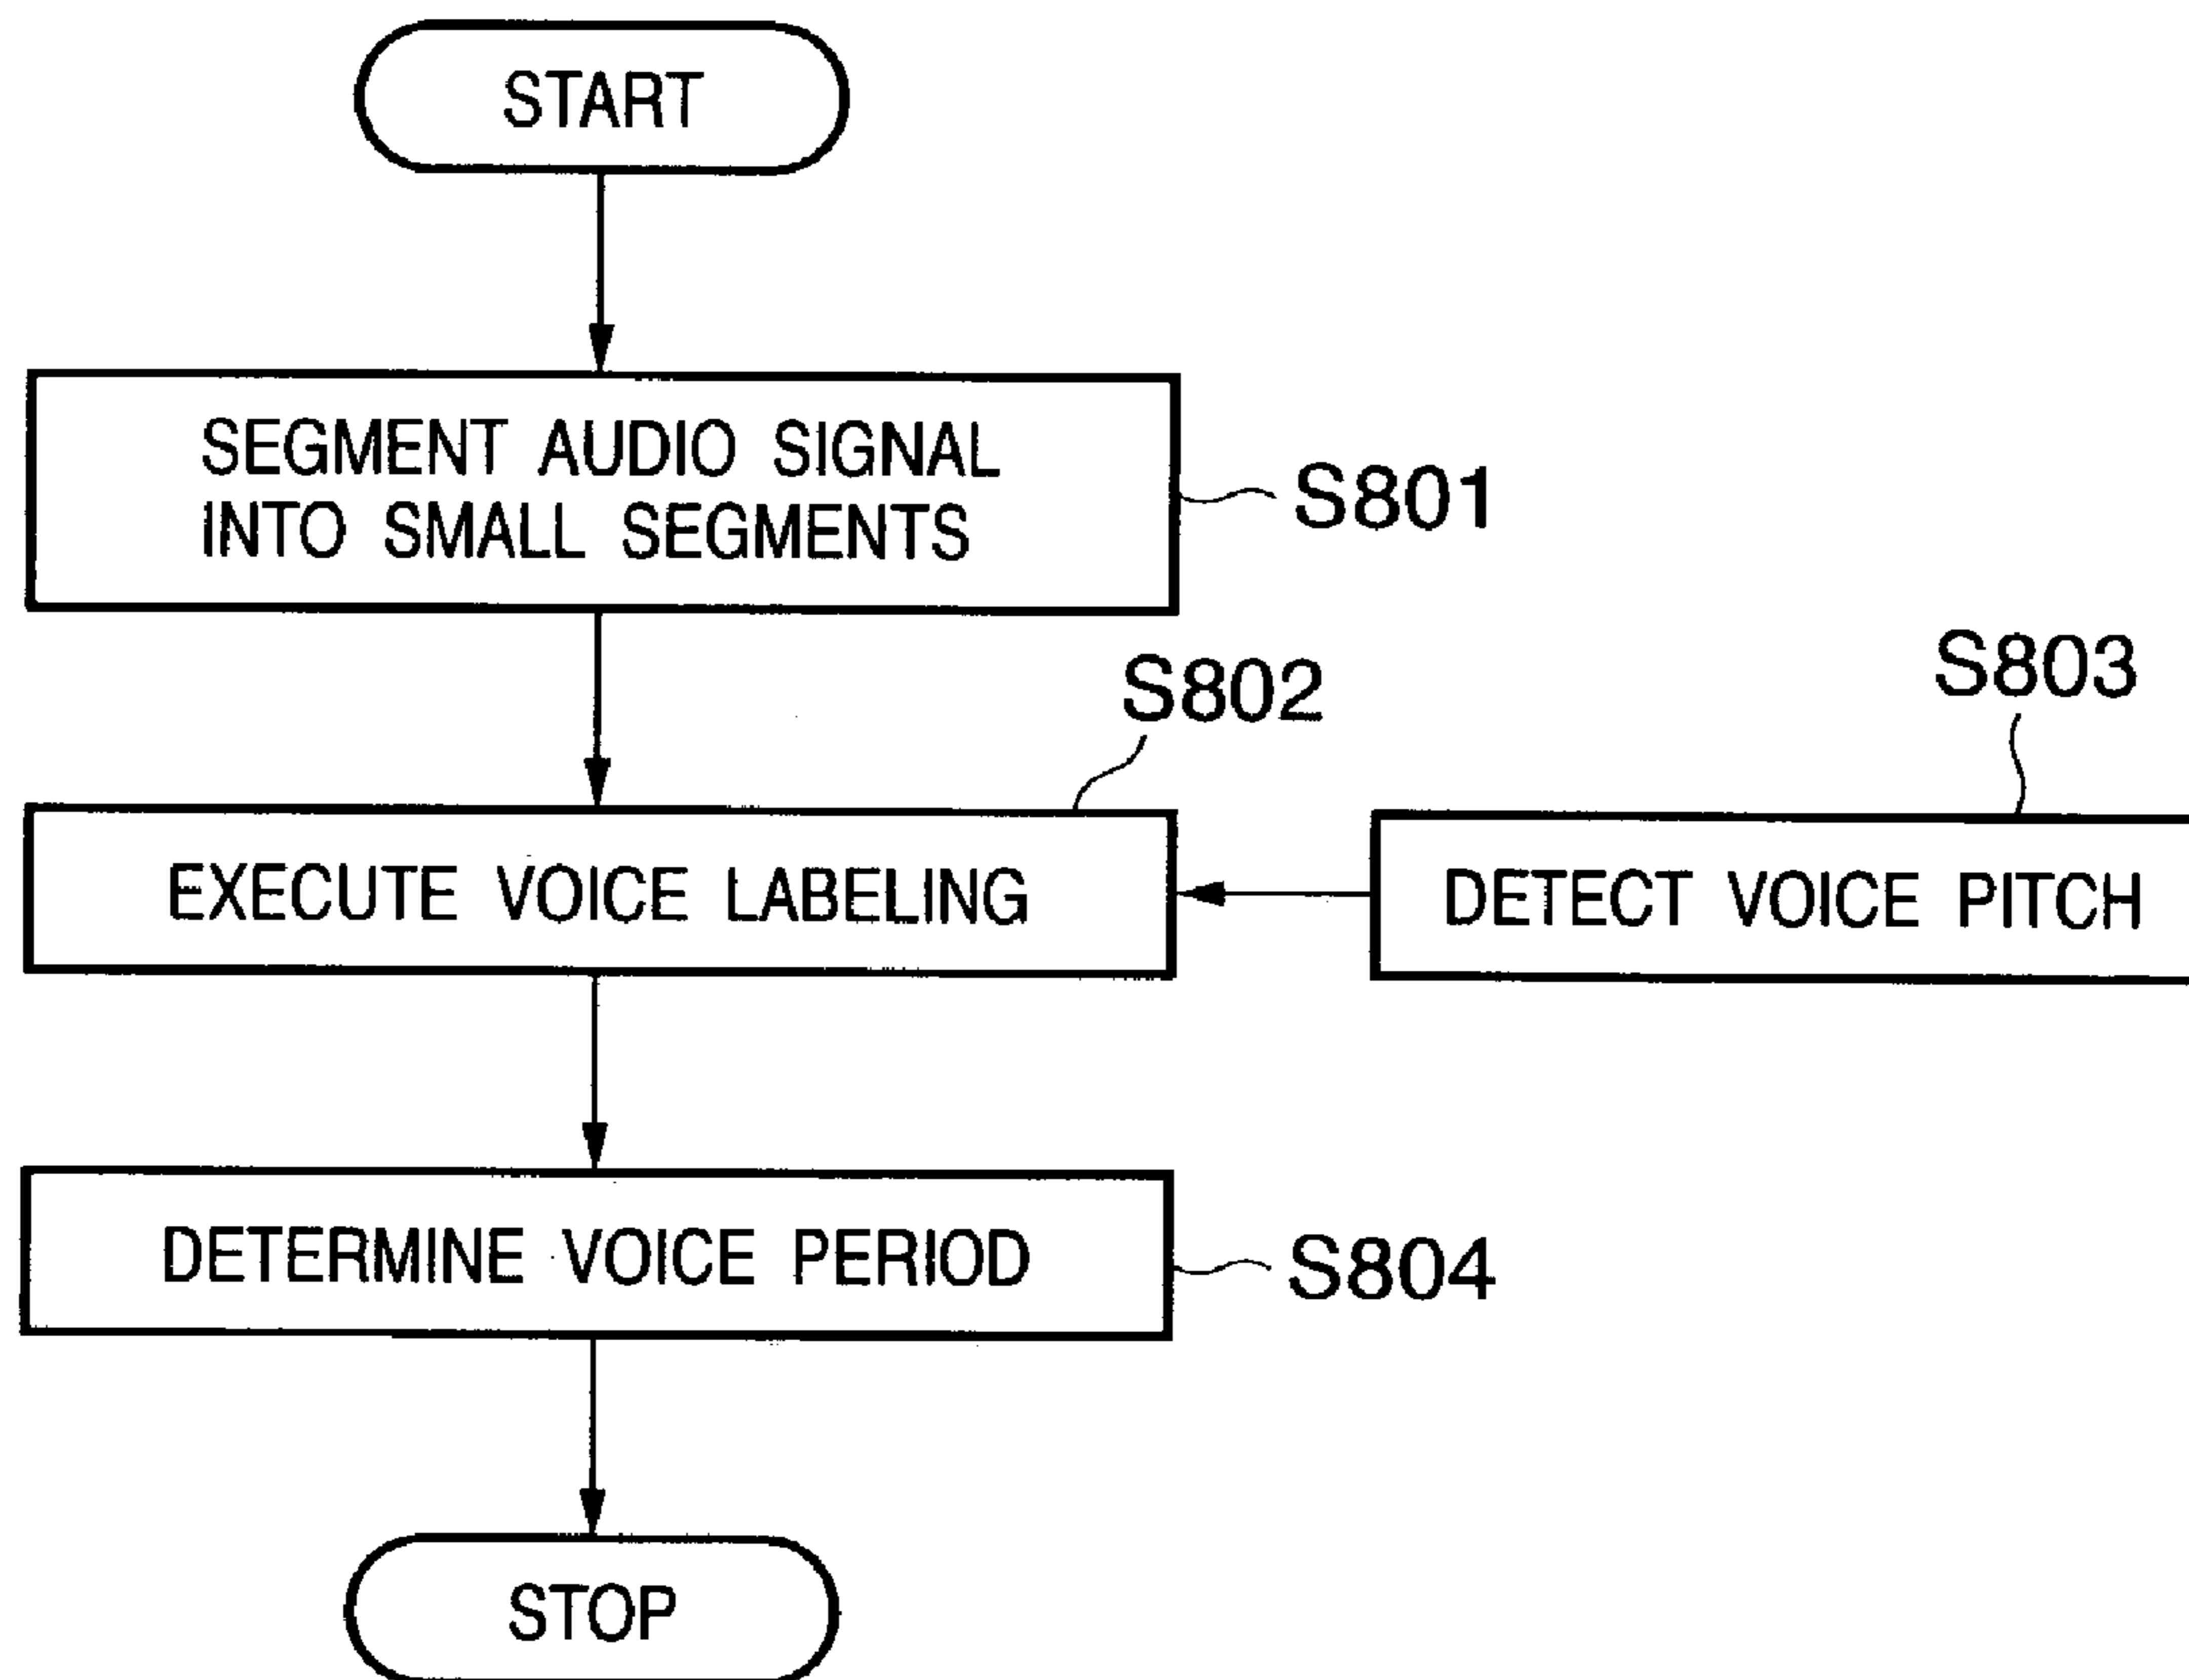 START
SEGMENT AUDIO SIGNAL
INTO SMALL SEGMENTS
S801
S802
S803
EXECUTE VOICE LABELING
DETECT VOICE PITCH
DETERMINE VOICE PERIOD
S804
STOP